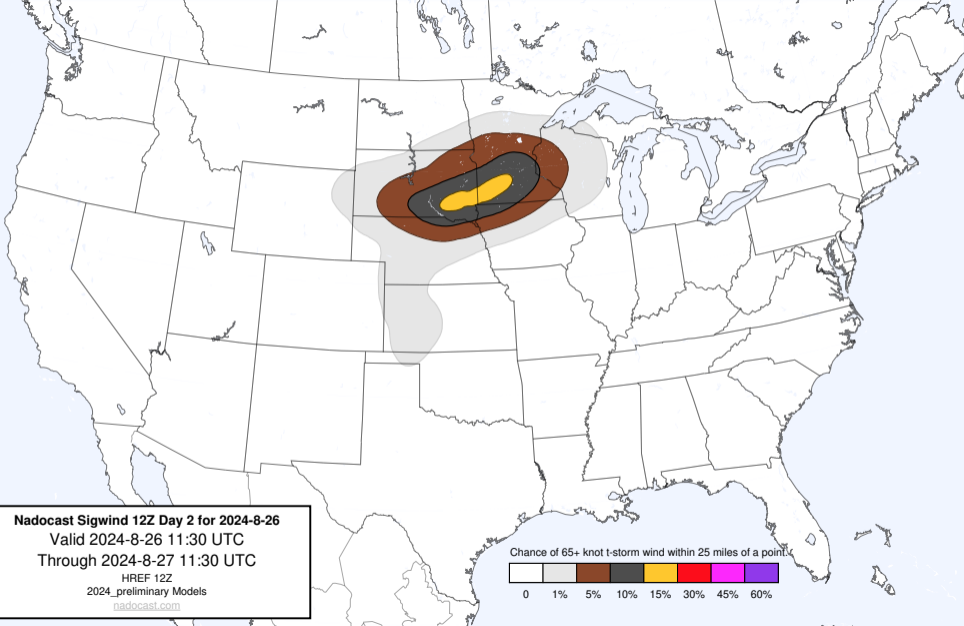 Nadocast Sigwind 12Z Day 2 for 2024-8-26
Valid 2024-8-26 11:30 UTC
Through 2024-8-27 11:30 UTC
HREF 12Z
2024_preliminary Models
nadocast.com
Chance of 65+ knot t-storm wind within 25 miles of a point.
0 1% 5% 10% 15% 30% 45% 60%